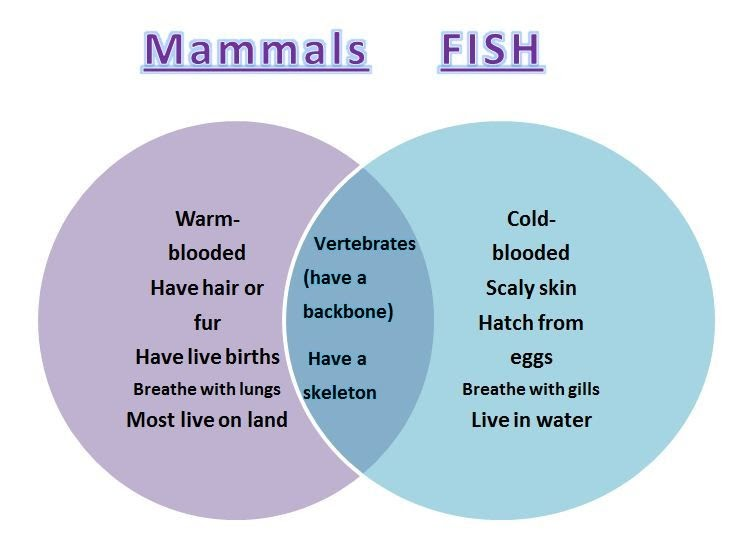 Mammals FISH
Warm-
blooded
Have hair or
fur
Have live births
Breathe with lungs
Most live on land
Vertebrates
(have a
backbone)
Have a
skeleton
Cold-
blooded
Scaly skin
Hatch from
eggs
Breathe with gills
Live in water